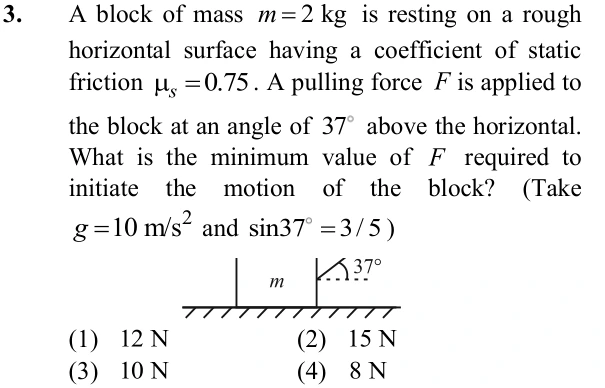 3. A block of mass m = 2 kg is resting on a rough
horizontal surface having a coefficient of static
friction μₛ = 0.75. A pulling force F is applied to
the block at an angle of 37° above the horizontal.
What is the minimum value of F required to
initiate the motion of the block? (Take
g = 10 m/s² and sin37° = 3/5)
37°
m
(1) 12 N (2) 15 N
(3) 10 N (4) 8 N